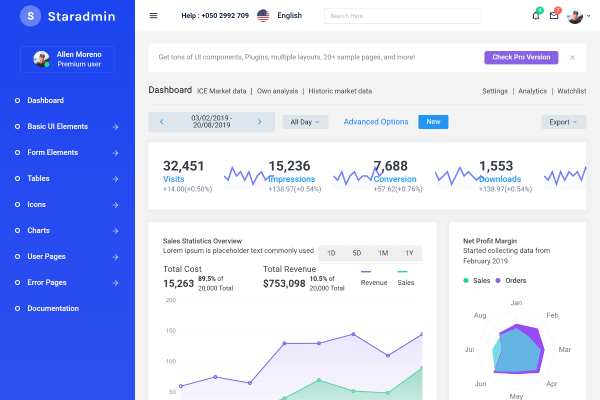 S Staradmin
Help : +050 2992 709
English
Search Here
4
7
Allen Moreno
Premium user
Dashboard
Basic UI Elements
Form Elements
Tables
Icons
Charts
User Pages
Error Pages
Documentation
Get tons of UI components, Plugins, multiple layouts, 20+ sample pages, and more!
Check Pro Version
Dashboard ICE Market data | Own analysis | Historic market data
Settings | Analytics | Watchlist
03/02/2019 -
20/08/2019
All Day
Advanced Options
New
Export
32,451
Visits
+14.00(+0.50%)
15,236
Impressions
+138.97(+0.54%)
7,688
Conversion
+57.62(+0.76%)
1,553
Downloads
+138.97(+0.54%)
Sales Statistics Overview
Lorem ipsum is placeholder text commonly used
1D 5D 1M 1Y
Total Cost
15,263 89.5% of
20,000 Total
Total Revenue
$753,098 10.5% of
20,000 Total
Revenue
Sales
200
150
100
50
Net Profit Margin
Started collecting data from
February 2019
Sales
Orders
Jan
Feb
Mar
Apr
May
Jun
Jul
Aug